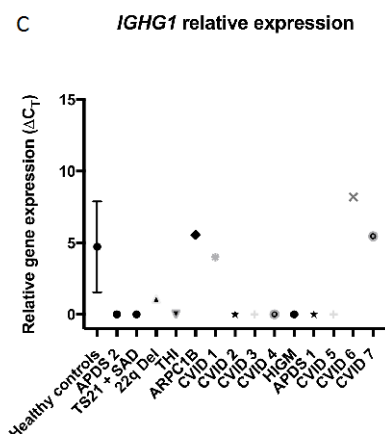 C
IGHG1 relative expression
Relative gene expression (ΔCT)
15
10
5
0
Healthy controls
APDS 2
TS21 + SAD
22q Del
THI
ARPC1B
CVID 1
CVID 2
CVID 3
CVID 4
HIGM
APDS 1
CVID 5
CVID 6
CVID 7